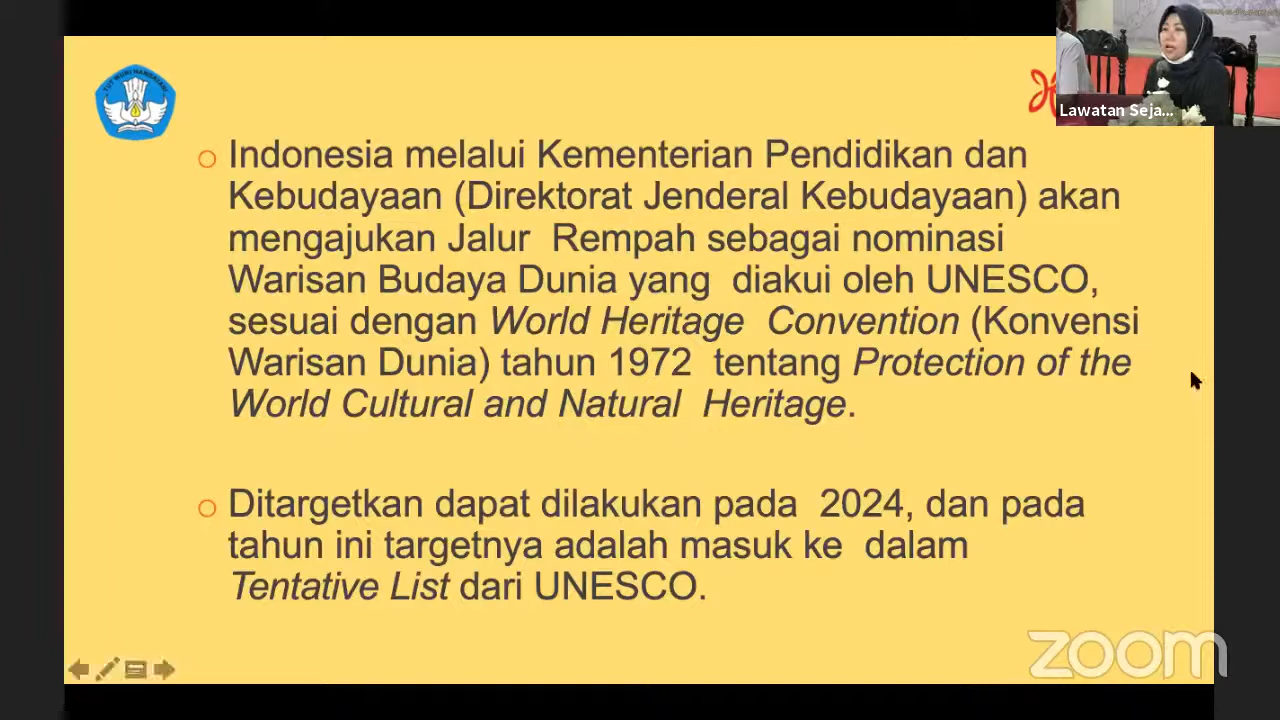 TUT WURI HANDAYANI
Lawatan Seja...
Indonesia melalui Kementerian Pendidikan dan
Kebudayaan (Direktorat Jenderal Kebudayaan) akan
mengajukan Jalur Rempah sebagai nominasi
Warisan Budaya Dunia yang diakui oleh UNESCO,
sesuai dengan World Heritage Convention (Konvensi
Warisan Dunia) tahun 1972 tentang Protection of the
World Cultural and Natural Heritage.
Ditargetkan dapat dilakukan pada 2024, dan pada
tahun ini targetnya adalah masuk ke dalam
Tentative List dari UNESCO.
zoom